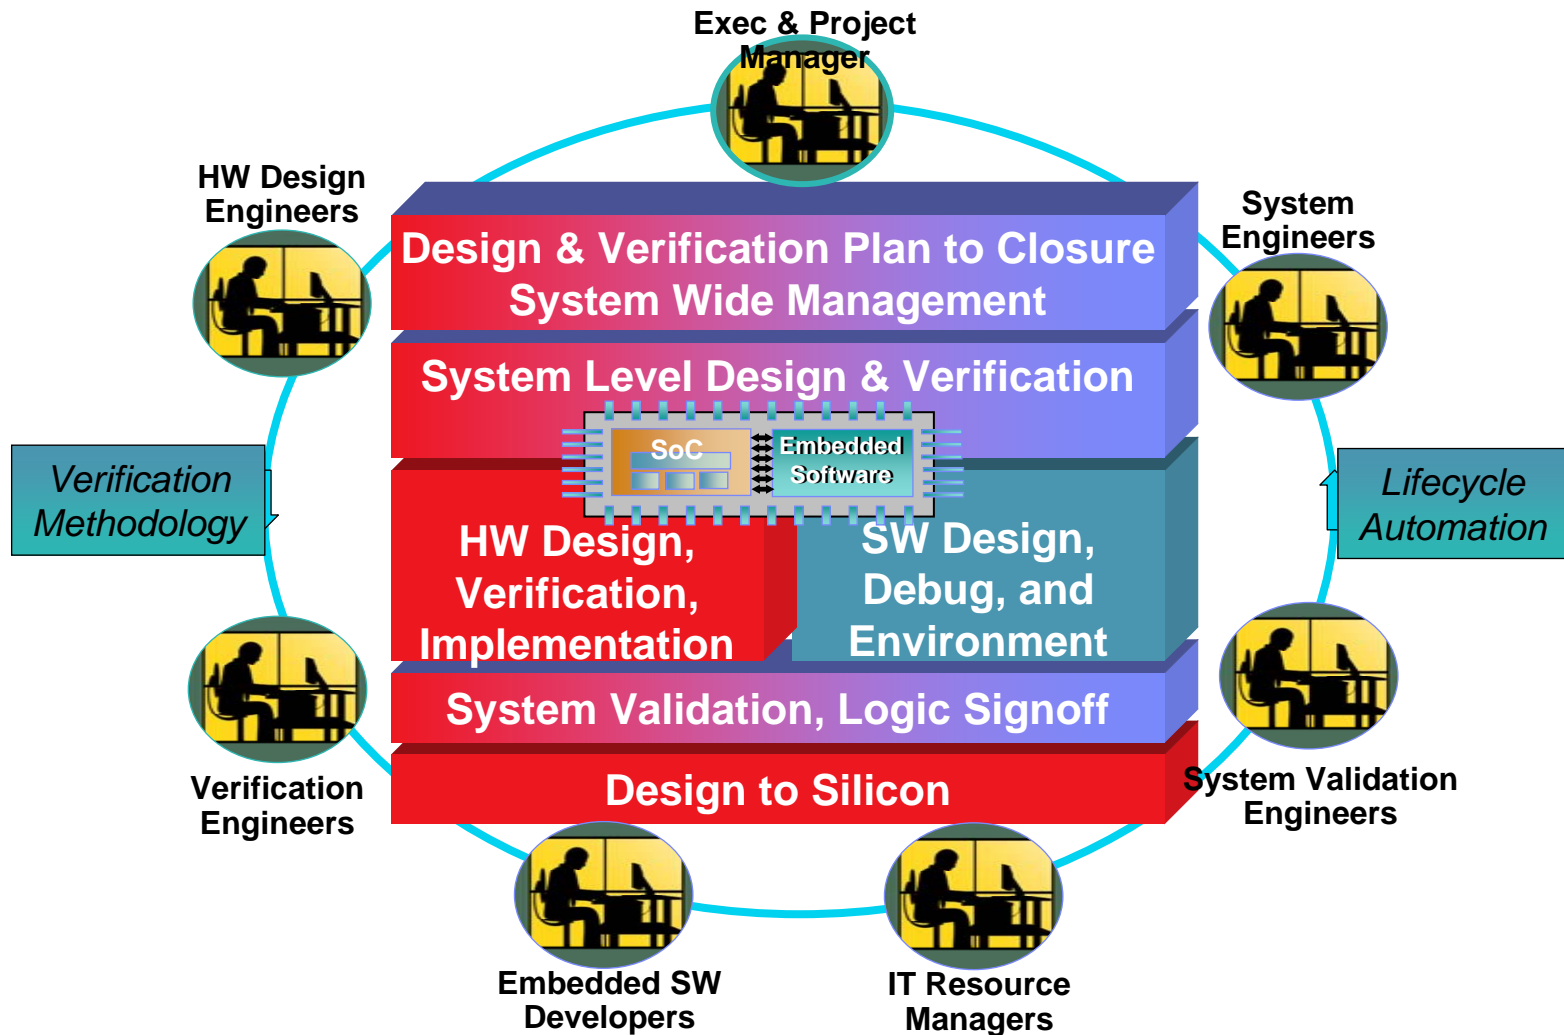 Exec & Project
Manager
HW Design
Engineers
System
Engineers
Design & Verification Plan to Closure
System Wide Management
System Level Design & Verification
SoC
Embedded
Software
Verification
Methodology
Lifecycle
Automation
HW Design,
Verification,
Implementation
SW Design,
Debug, and
Environment
System Validation, Logic Signoff
Design to Silicon
Verification
Engineers
System Validation
Engineers
Embedded SW
Developers
IT Resource
Managers